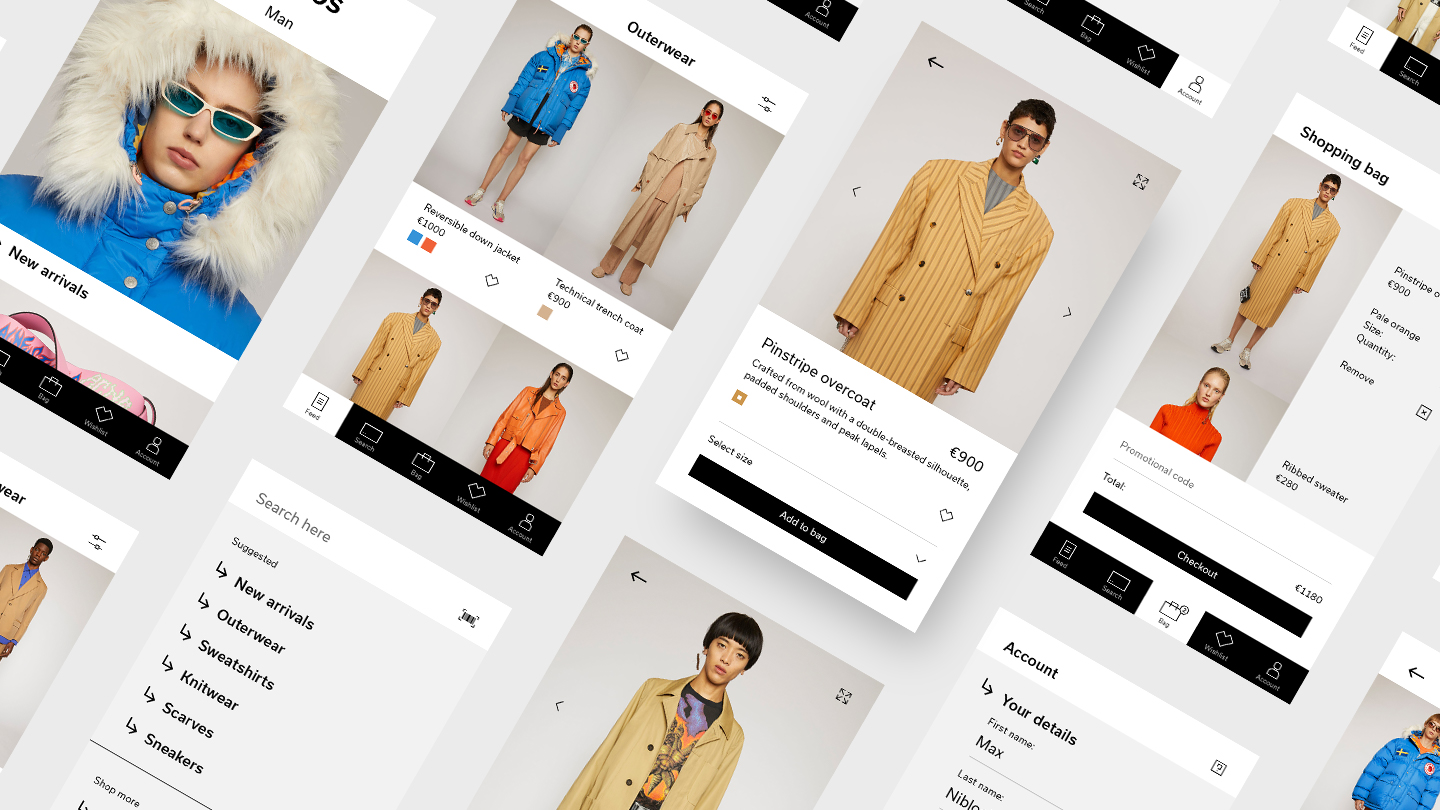 Man
New arrivals
Bag
Wishlist
Account
Outerwear
Reversible down jacket
€1000
Technical trench coat
€900
Feed
Search
Bag
Wishlist
Account
Account
Search
Bag
Wishlist
Account
Feed
Search
Pinstripe overcoat
€900
Crafted from wool with a double-breasted silhouette,
padded shoulders and peak lapels.
Select size
Add to bag
Shopping bag
€900
Pale orange
Size:
Quantity:
Remove
Ribbed sweater
€280
Promotional code
Total:
€1180
Checkout
Feed
Search
Bag
2
Wishlist
Account
Search here
Suggested
New arrivals
Outerwear
Sweatshirts
Knitwear
Scarves
Sneakers
Shop more
Account
Your details
First name:
Max
Last name:
Niblo